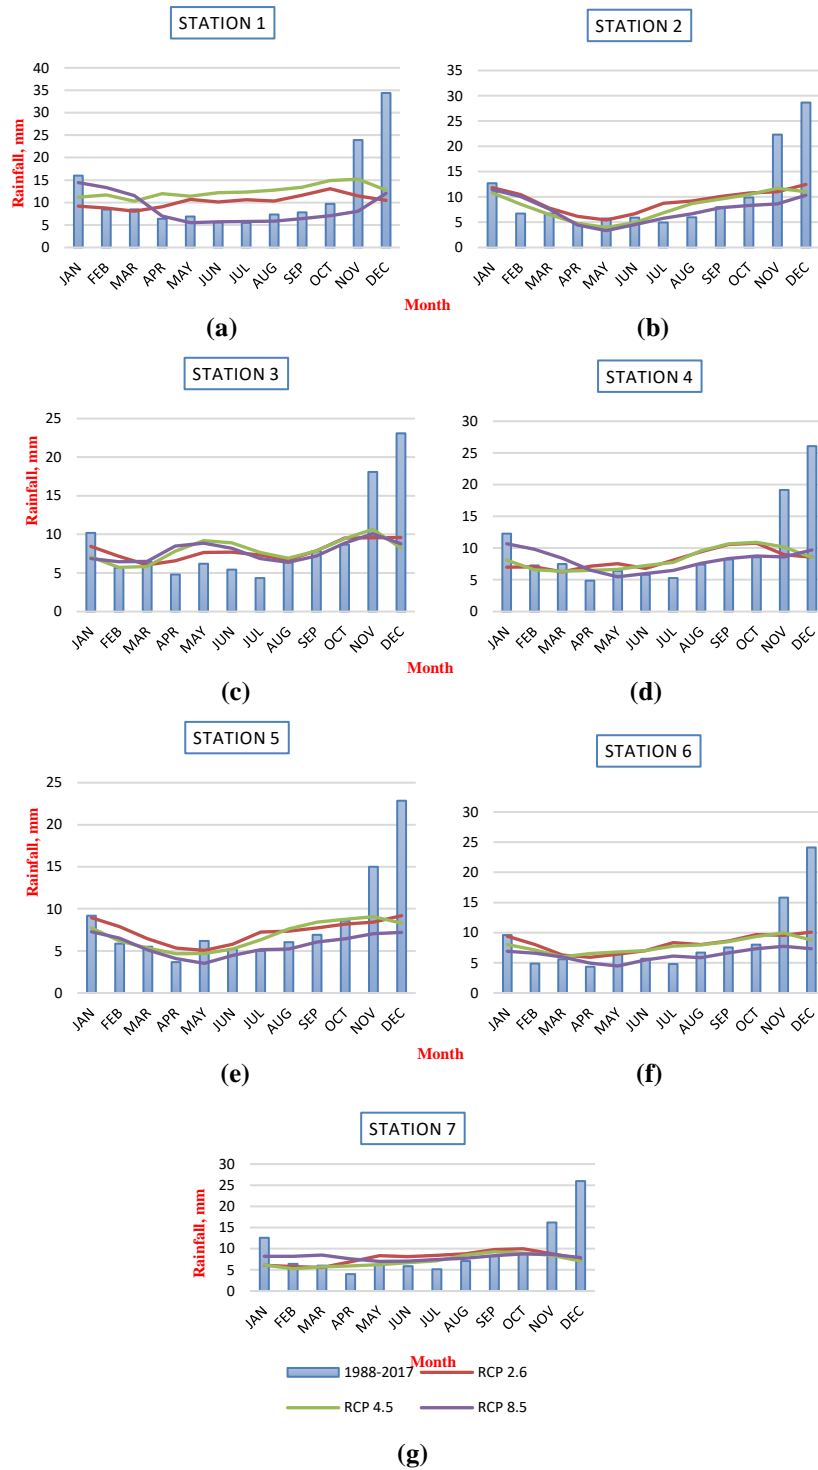 STATION 1
STATION 2
Rainfall, mm
40
35
30
25
20
15
10
5
0
JAN FEB MAR APR MAY JUN JUL AUG SEP OCT NOV DEC
35
30
25
20
15
10
5
0
JAN FEB MAR APR MAY JUN JUL AUG SEP OCT NOV DEC
Month
(a)
(b)
STATION 3
STATION 4
Rainfall, mm
25
20
15
10
5
0
JAN FEB MAR APR MAY JUN JUL AUG SEP OCT NOV DEC
30
25
20
15
10
5
0
JAN FEB MAR APR MAY JUN JUL AUG SEP OCT NOV DEC
Month
(c)
(d)
STATION 5
STATION 6
Rainfall, mm
25
20
15
10
5
0
JAN FEB MAR APR MAY JUN JUL AUG SEP OCT NOV DEC
30
25
20
15
10
5
0
JAN FEB MAR APR MAY JUN JUL AUG SEP OCT NOV DEC
Month
(e)
(f)
STATION 7
Rainfall, mm
30
25
20
15
10
5
0
JAN FEB MAR APR MAY JUN JUL AUG SEP OCT NOV DEC
Month
1988-2017 RCP 2.6
RCP 4.5 RCP 8.5
(g)